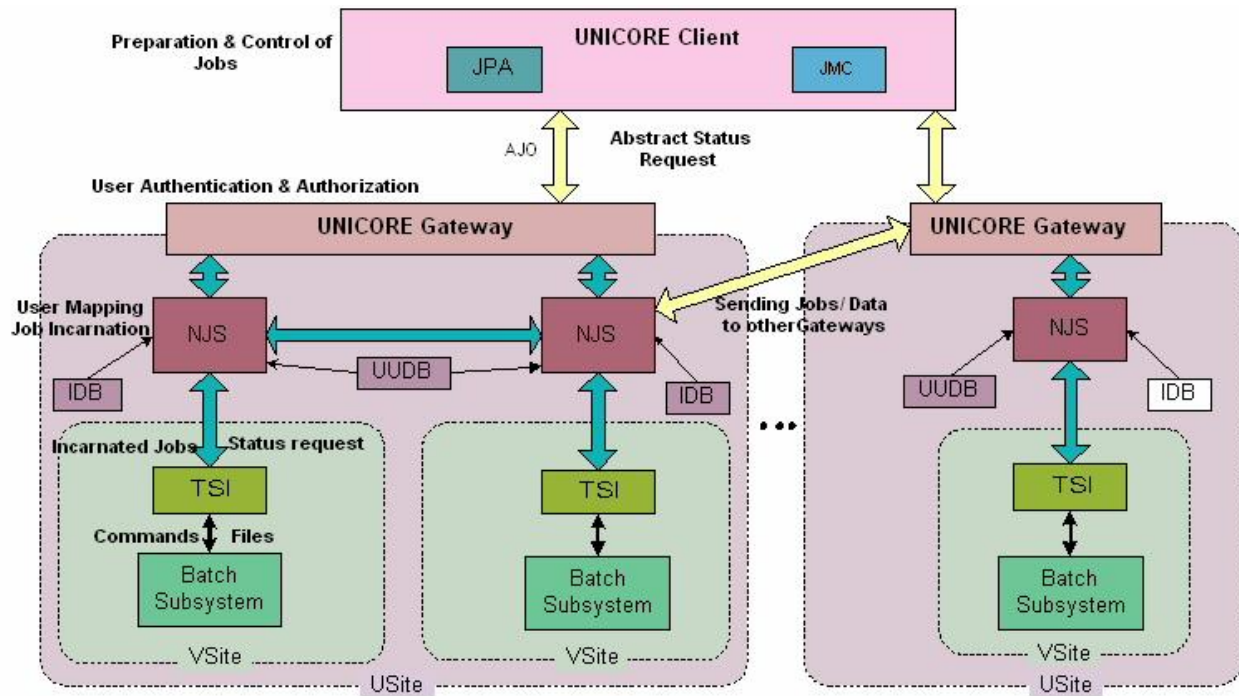 UNICORE Client
Preparation & Control of
Jobs
JPA
JMC
AJO
Abstract Status
Request
User Authentication & Authorization
UNICORE Gateway
UNICORE Gateway
User Mapping
Job Incarnation
NJS
NJS
Sending Jobs/ Data
to otherGateways
NJS
IDB
UUDB
IDB
UUDB
IDB
...
Incarnated Jobs
Status request
TSI
TSI
TSI
Commands
Files
Batch
Subsystem
Batch
Subsystem
Batch
Subsystem
VSite
VSite
VSite
USite
USite